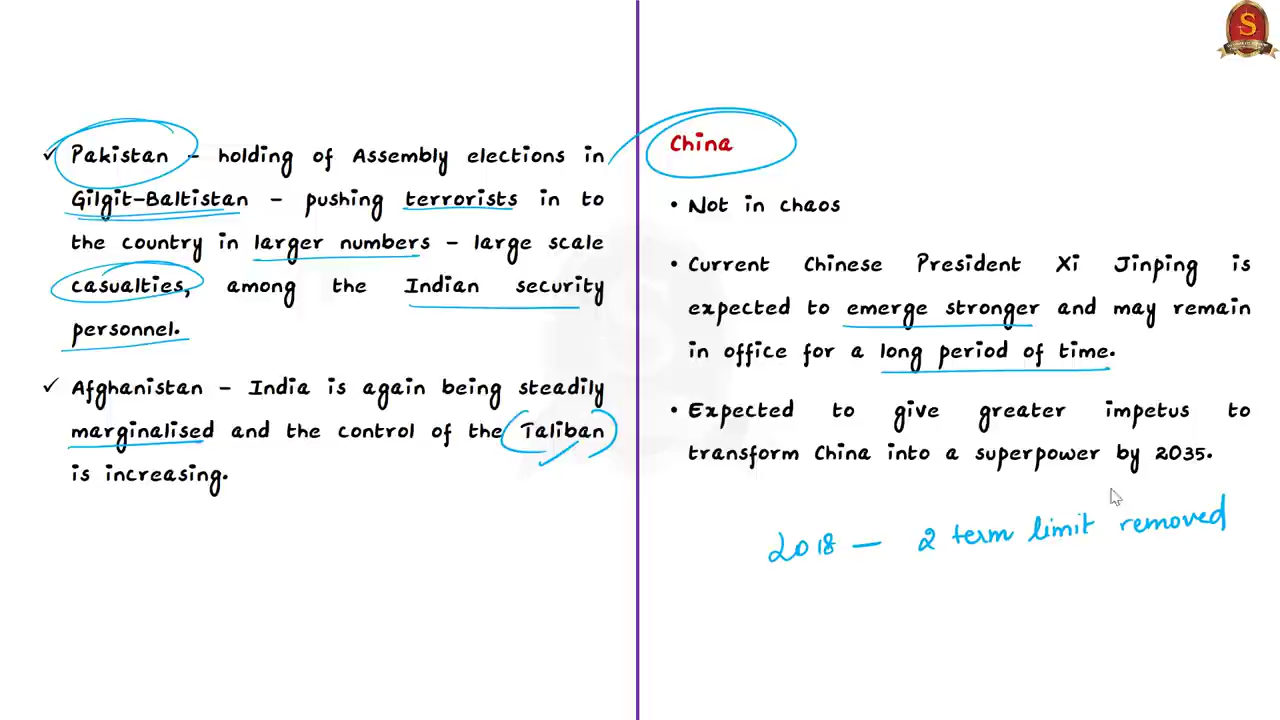 ✓ Pakistan - holding of Assembly elections in
Gilgit-Baltistan - pushing terrorists in to
the country in larger numbers - large scale
casualties, among the Indian security
personnel.
✓ Afghanistan - India is again being steadily
marginalised and the control of the Taliban
is increasing.
China
• Not in chaos
• Current Chinese President Xi Jinping is
expected to emerge stronger and may remain
in office for a long period of time.
• Expected to give greater impetus to
transform China into a superpower by 2035.
2018 - 2 term limit removed
S